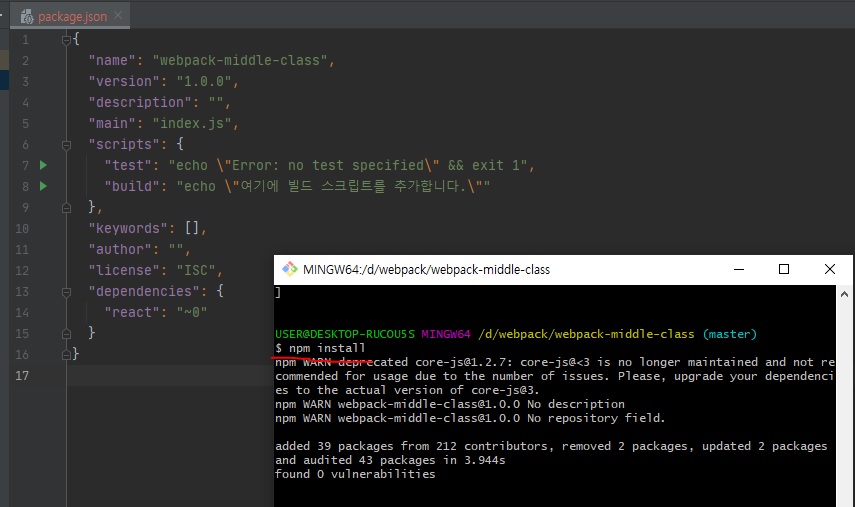 package.json
1 {
2 "name": "webpack-middle-class",
3 "version": "1.0.0",
4 "description": "",
5 "main": "index.js",
6 "scripts": {
7 "test": "echo \"Error: no test specified\" && exit 1",
8 "build": "echo \"여기에 빌드 스크립트를 추가합니다.\""
9 },
10 "keywords": [],
11 "author": "",
12 "license": "ISC",
13 "dependencies": {
14 "react": "~0"
15 }
16 }
17
MINGW64:/d/webpack/webpack-middle-class
]
USER@DESKTOP-RUCOU5S MINGW64 /d/webpack/webpack-middle-class (master)
$ npm install
npm WARN deprecated core-js@1.2.7: core-js@<3 is no longer maintained and not re
commended for usage due to the number of issues. Please, upgrade your dependenci
es to the actual version of core-js@3.
npm WARN webpack-middle-class@1.0.0 No description
npm WARN webpack-middle-class@1.0.0 No repository field.
added 39 packages from 212 contributors, removed 2 packages, updated 2 packages
and audited 43 packages in 3.944s
found 0 vulnerabilities